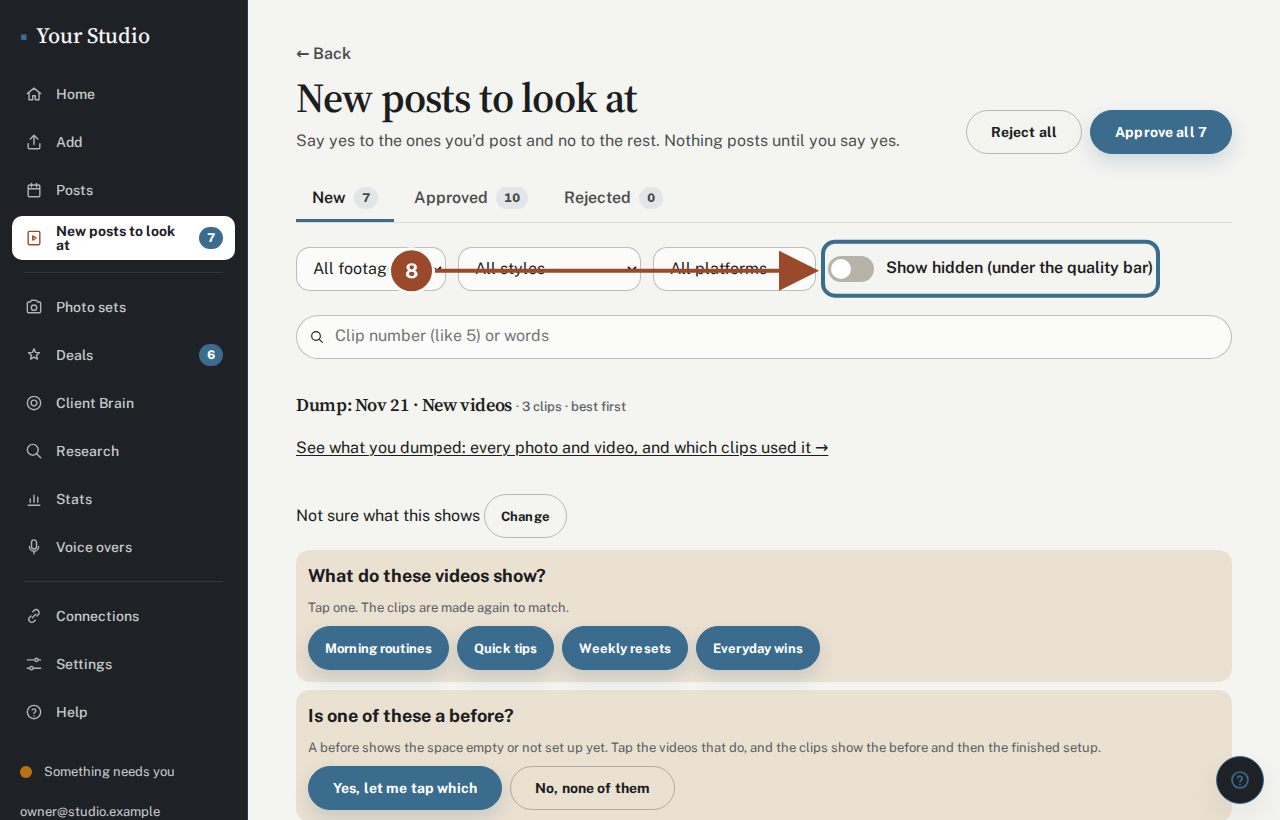 Your Studio
Home
Add
Posts
New posts to look at
7
Photo sets
Deals
6
Client Brain
Research
Stats
Voice overs
Connections
Settings
Help
Something needs you
owner@studio.example
← Back
New posts to look at
Say yes to the ones you’d post and no to the rest. Nothing posts until you say yes.
Reject all
Approve all 7
New 7
Approved 10
Rejected 0
All footag
8
All styles
All platforms
Show hidden (under the quality bar)
Clip number (like 5) or words
Dump: Nov 21 · New videos · 3 clips · best first
See what you dumped: every photo and video, and which clips used it →
Not sure what this shows
Change
What do these videos show?
Tap one. The clips are made again to match.
Morning routines
Quick tips
Weekly resets
Everyday wins
Is one of these a before?
A before shows the space empty or not set up yet. Tap the videos that do, and the clips show the before and then the finished setup.
Yes, let me tap which
No, none of them